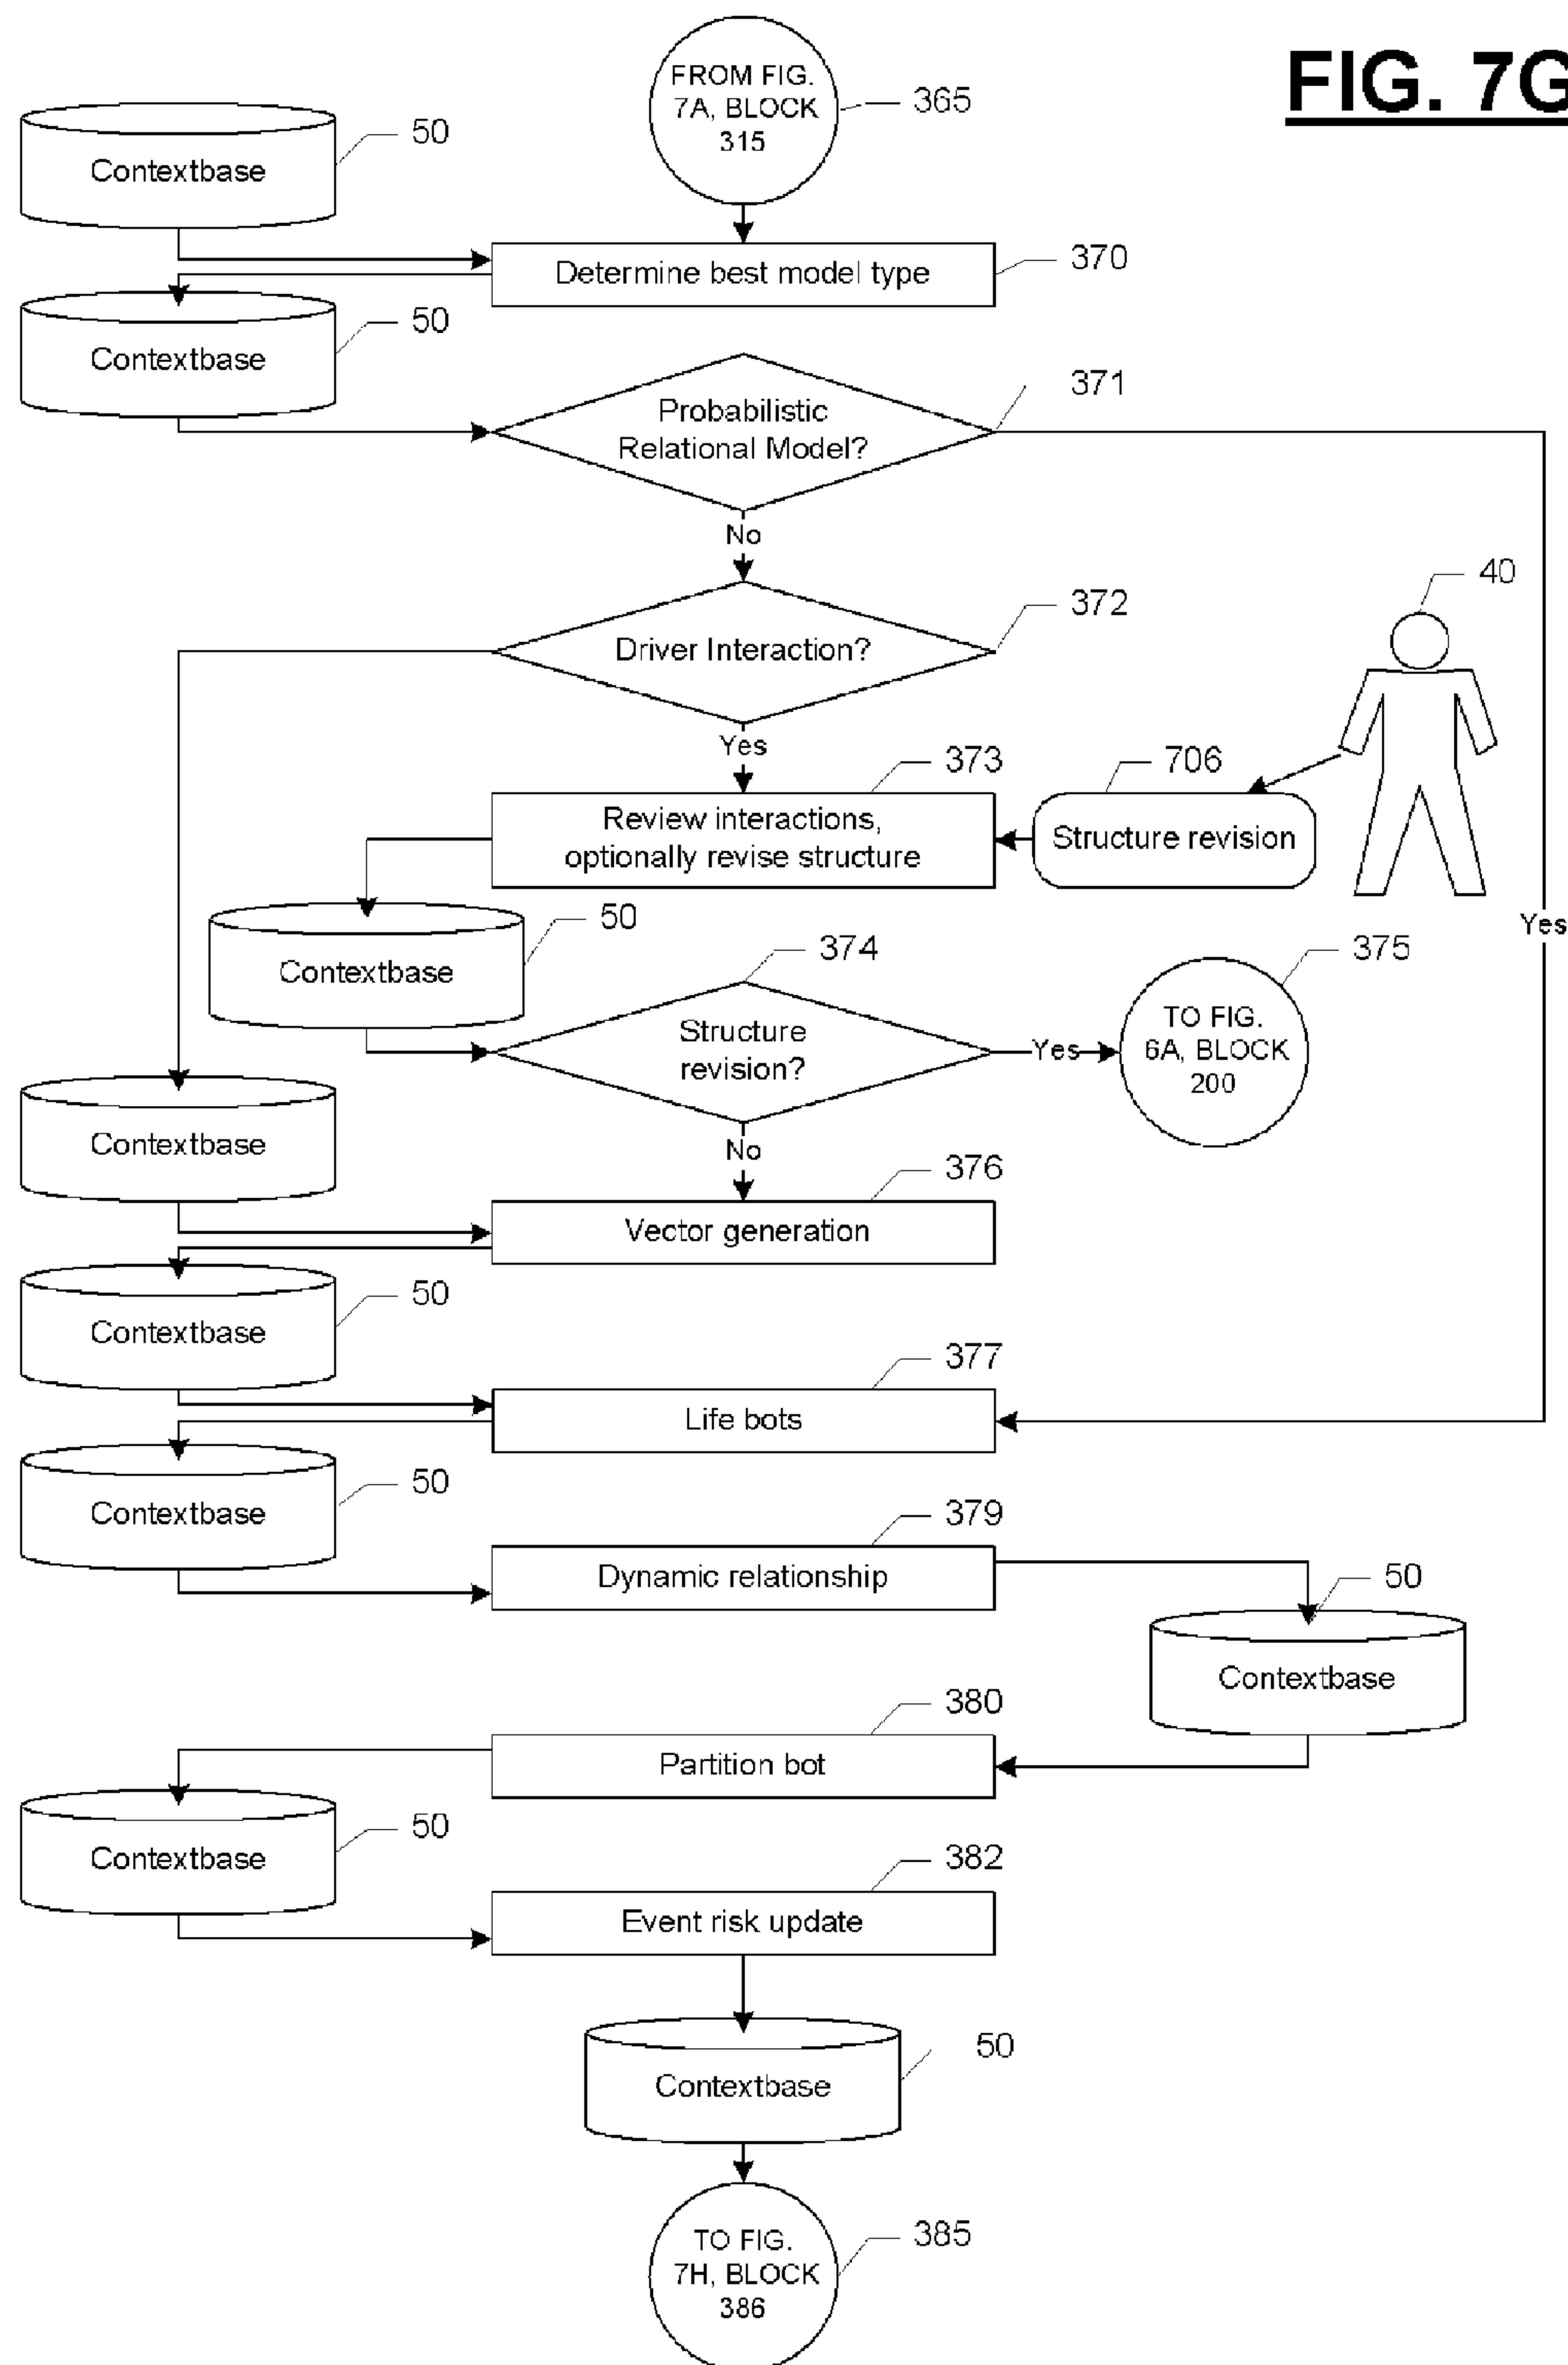 FIG. 7G
FROM FIG.
7A, BLOCK
315
365
50
Contextbase
Determine best model type
370
50
Contextbase
Probabilistic
Relational Model?
371
No
40
Driver Interaction?
372
Yes
373
706
Review interactions,
optionally revise structure
Structure revision
Yes
50
Contextbase
374
375
Structure
revision?
Yes
TO FIG.
6A, BLOCK
200
Contextbase
No
376
Vector generation
50
Contextbase
377
Life bots
50
Contextbase
379
Dynamic relationship
50
Contextbase
380
Partition bot
50
Contextbase
382
Event risk update
50
Contextbase
TO FIG.
7H, BLOCK
386
385